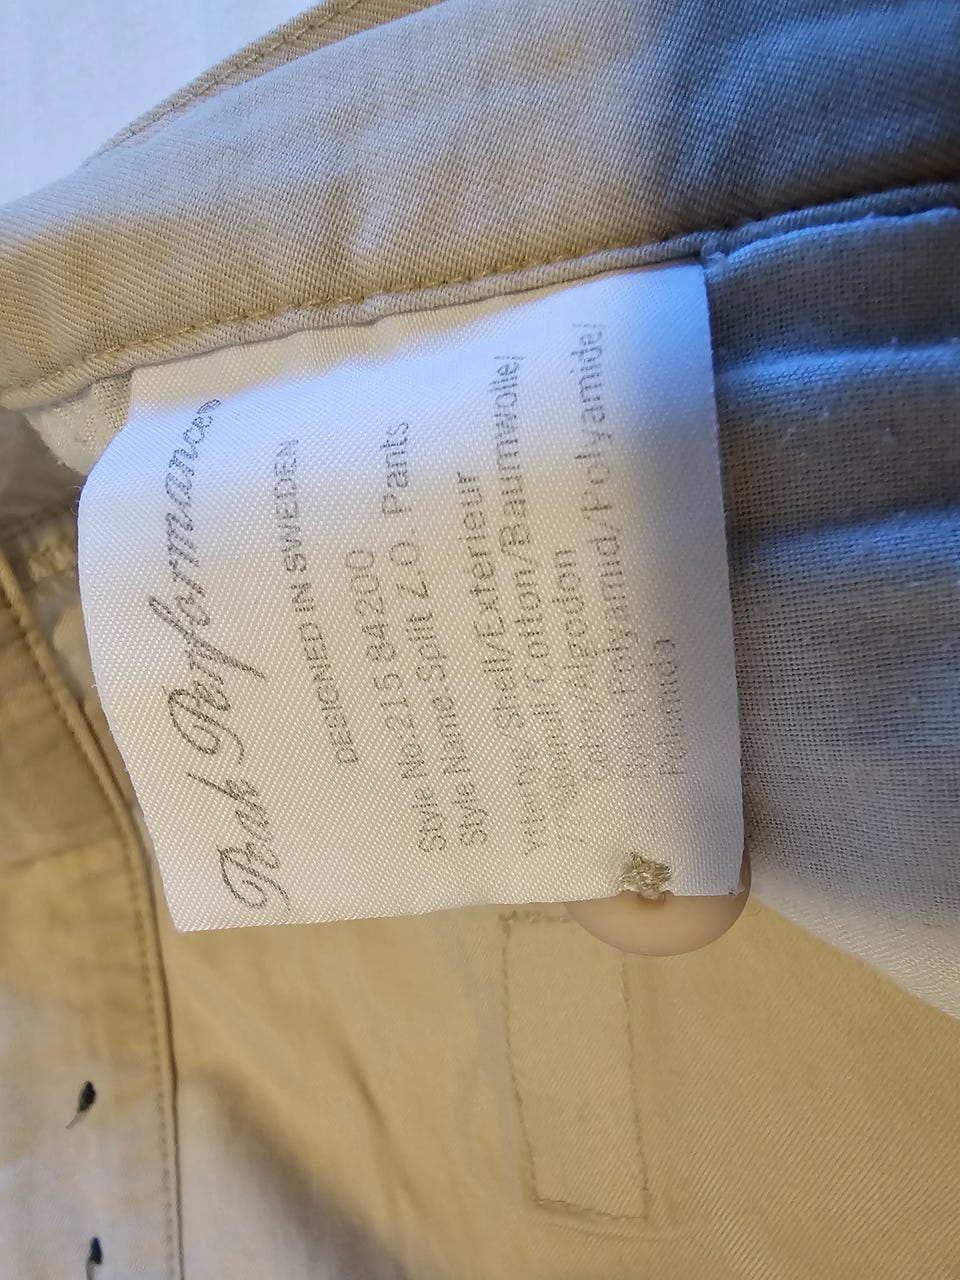 Peak Performance®
DESIGNED IN SWEDEN
Style No:215 84200
Style Name:Split Z.O. Pants
Shell/Exterieur
Cotton/Baumwolle/
/Algodon
Polyamid/Polyamide/